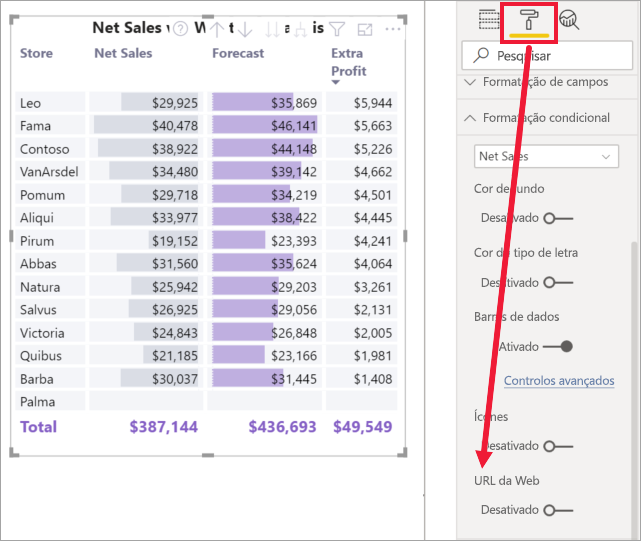 Net Sales v W t a is
Store Net Sales Forecast Extra Profit
Leo $29,925 $35,869 $5,944
Fama $40,478 $46,141 $5,663
Contoso $38,922 $44,148 $5,226
VanArsdel $34,480 $39,142 $4,662
Pomum $29,718 $34,219 $4,501
Aliqui $33,977 $38,422 $4,445
Pirum $19,152 $23,393 $4,241
Abbas $31,560 $35,624 $4,064
Natura $25,942 $29,203 $3,261
Salvus $26,925 $29,056 $2,131
Victoria $24,843 $26,848 $2,005
Quibus $21,185 $23,166 $1,981
Barba $30,037 $31,445 $1,408
Palma
Total $387,144 $436,693 $49,549
Pesquisar
Formatação de campos
Formatação condicional
Net Sales
Cor de fundo
Desativado
Cor do tipo de letra
Desativado
Barras de dados
Ativado
Controlos avançados
Ícones
Desativado
URL da Web
Desativado